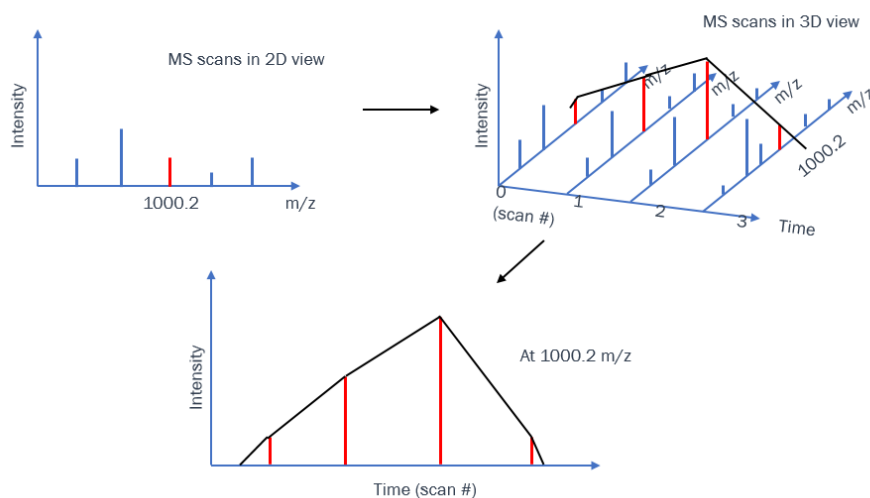 MS scans in 2D view
Intensity
1000.2
m/z
MS scans in 3D view
Intensity
m/z
m/z
m/z
m/z
1000.2
0
1
2
3
(scan #)
Time
Intensity
At 1000.2 m/z
Time (scan #)